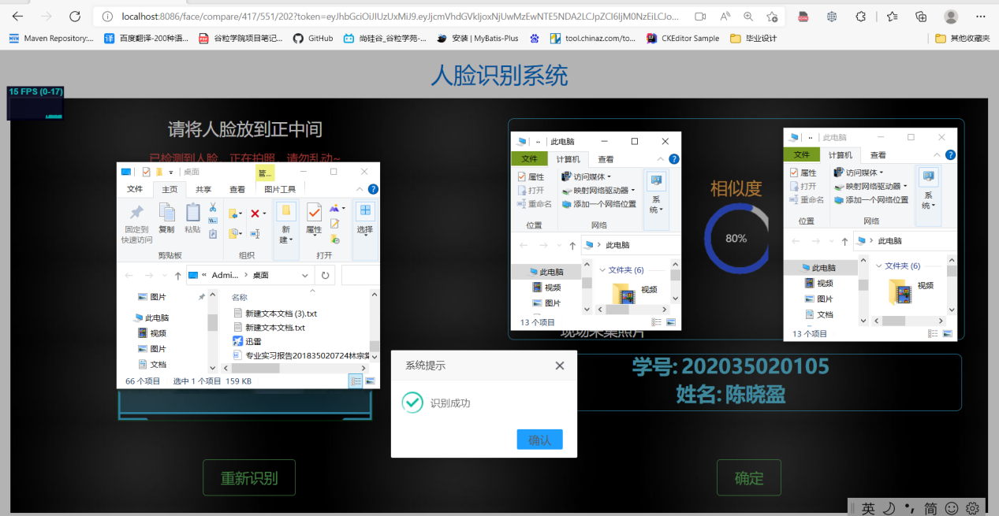 localhost:8086/face/compare/417/551/202?token=eyJhbGciOiJIUzUxMiJ9.eyJjcmVhdGVkIjoxNjUwMzEwNTE5NDA2LCJpZCI6IjM0NzEiLCJo...
Maven Repository:... 百度翻译-200种语... 谷粒学院项目笔记... GitHub 尚硅谷_谷粒学苑-... 安装 | MyBatis-Plus tool.chinaz.com/to... CKEditor Sample 毕业设计 其他收藏夹
人脸识别系统
15 FPS (0-17)
请将人脸放到正中间
已检测到人脸，正在拍照，请勿乱动~
桌面 管...
文件 主页 共享 查看 图片工具
固定到
快速访问
复制 粘贴
新
建
属性 选择
剪贴板 组织 打开
« Admi... › 桌面
图片
此电脑
视频
图片
文档
名称
新建文本文档 (3).txt
新建文本文档.txt
迅雷
专业实习报告201835020724林宗
66 个项目 选中 1 个项目 159 KB
此电脑
文件 计算机 查看
属性 访问媒体
打开 映射网络驱动器
重命名 添加一个网络位置
系
统
位置 网络
› 此电脑
此电脑
视频
图片
文件夹 (6)
视频
13 个项目
相似度
80%
此电脑
文件 计算机 查看
属性 访问媒体
打开 映射网络驱动器
重命名 添加一个网络位置
系
统
位置 网络
› 此电脑
此电脑
视频
图片
文档
文件夹 (6)
视频
13 个项目
现场采集照片
学号: 202035020105
姓名: 陈晓盈
系统提示
识别成功
确认
重新识别 确定
英 简